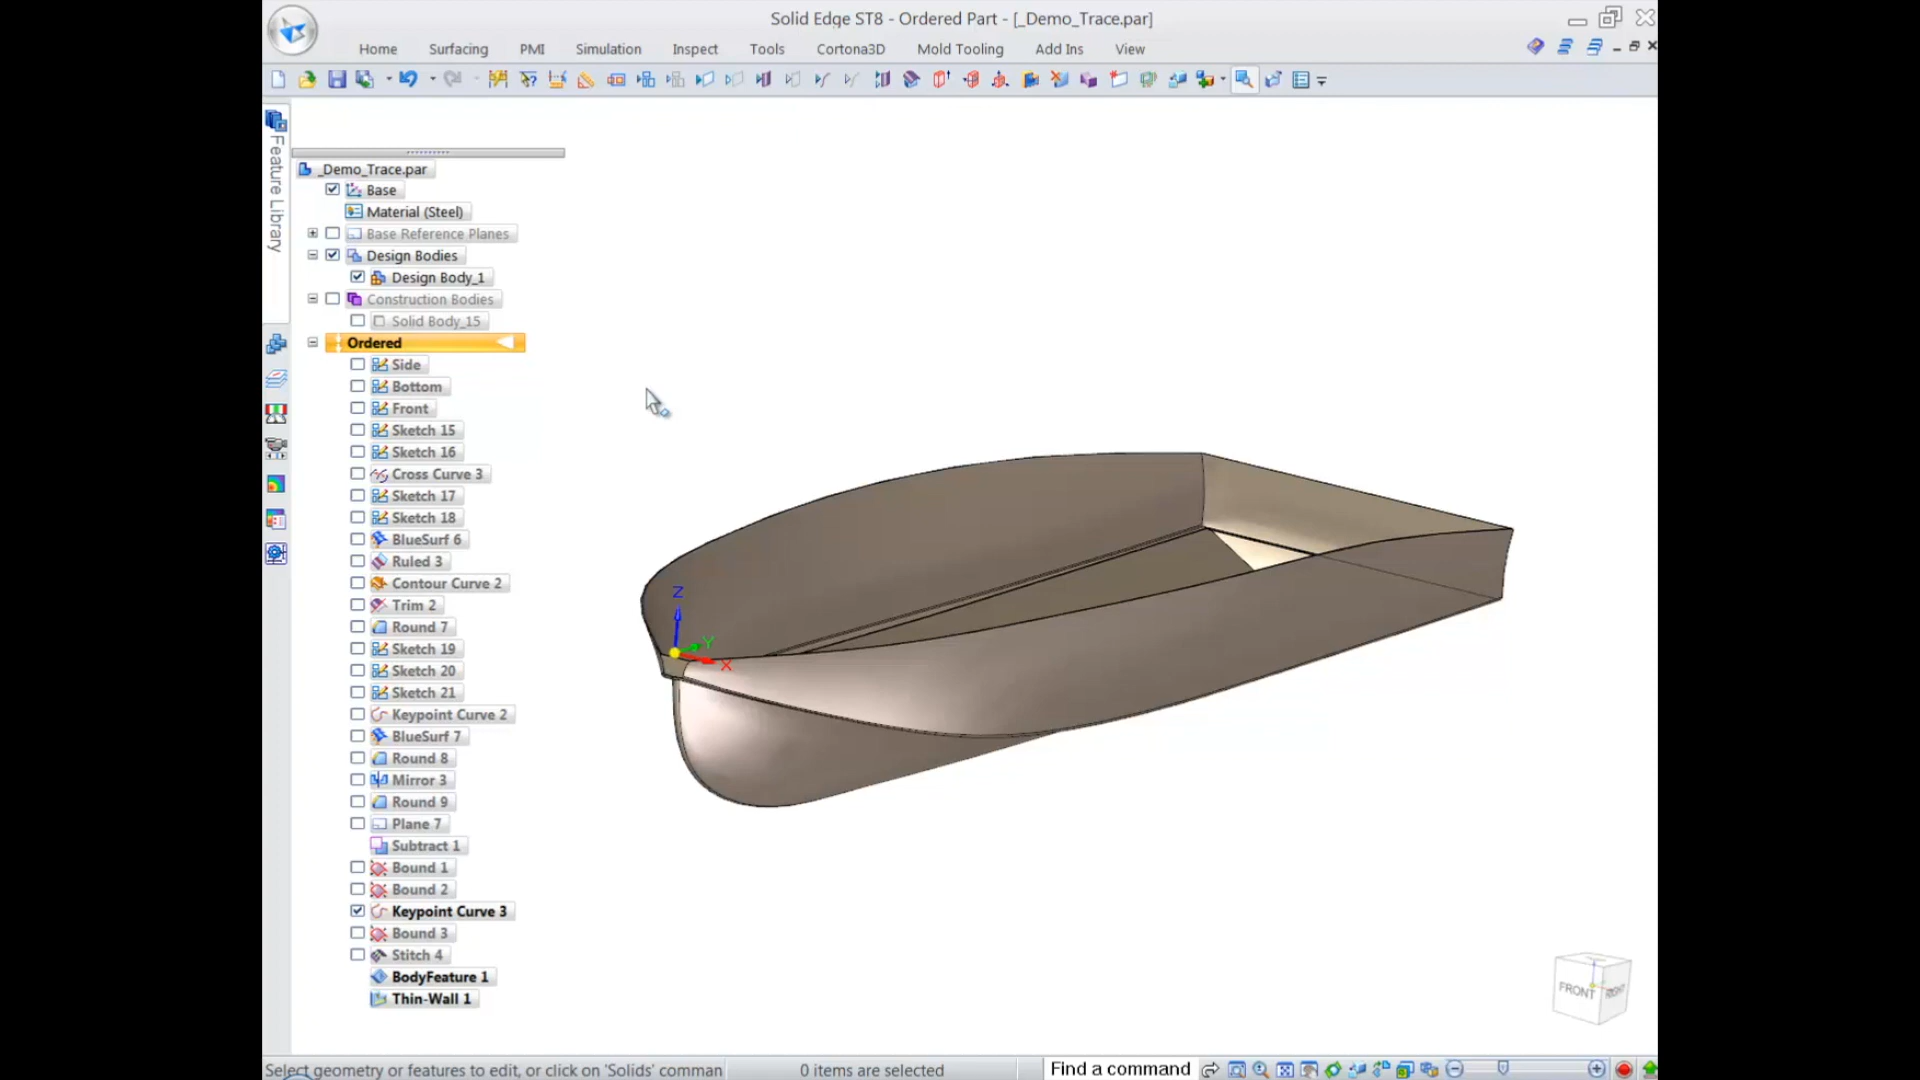 Solid Edge ST8 - Ordered Part - [_Demo_Trace.par]
Home Surfacing PMI Simulation Inspect Tools Cortona3D Mold Tooling Add Ins View
Feature Library
_Demo_Trace.par
Base
Material (Steel)
Base Reference Planes
Design Bodies
Design Body_1
Construction Bodies
Solid Body_15
Ordered
Side
Bottom
Front
Sketch 15
Sketch 16
Cross Curve 3
Sketch 17
Sketch 18
BlueSurf 6
Ruled 3
Contour Curve 2
Trim 2
Round 7
Sketch 19
Sketch 20
Sketch 21
Keypoint Curve 2
BlueSurf 7
Round 8
Mirror 3
Round 9
Plane 7
Subtract 1
Bound 1
Bound 2
Keypoint Curve 3
Bound 3
Stitch 4
BodyFeature 1
Thin-Wall 1
Z
Y
X
FRONT RIGHT
Select geometry or features to edit, or click on 'Solids' comman
0 items are selected
Find a command